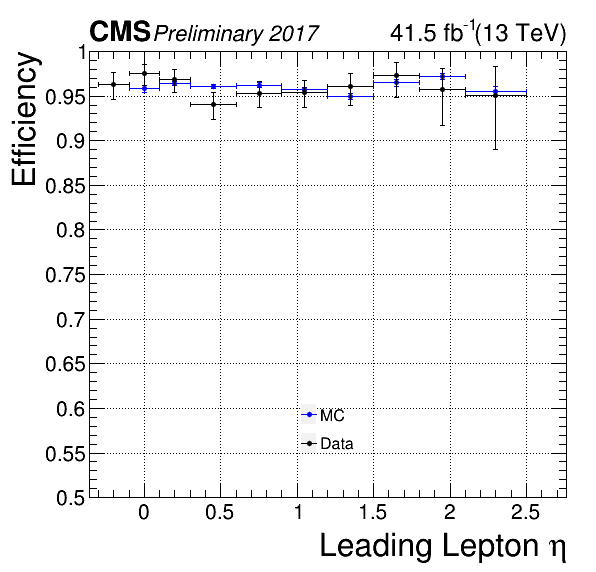 CMS Preliminary 2017 41.5 fb⁻¹(13 TeV)
Efficiency
1
0.95
0.9
0.85
0.8
0.75
0.7
0.65
0.6
0.55
0.5
MC
Data
0 0.5 1 1.5 2 2.5
Leading Lepton η